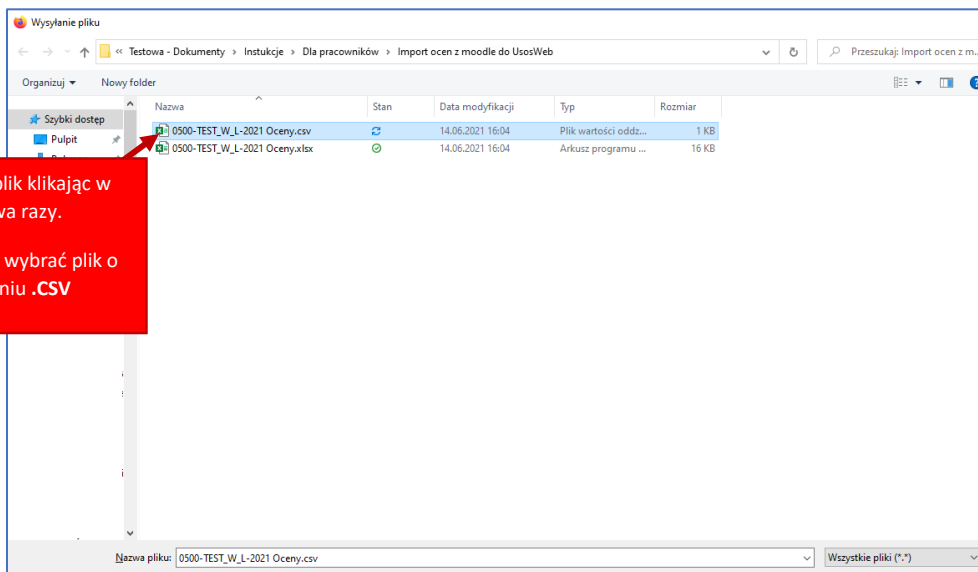 Wysyłanie pliku
« Testowa - Dokumenty › Instukcje › Dla pracowników › Import ocen z moodle do UsosWeb
Przeszukaj: Import ocen z m...
Organizuj Nowy folder
Nazwa Stan Data modyfikacji Typ Rozmiar
Szybki dostęp
0500-TEST_W_L-2021 Oceny.csv 14.06.2021 16:04 Plik wartości oddz... 1 KB
Pulpit
0500-TEST_W_L-2021 Oceny.xlsx 14.06.2021 16:04 Arkusz programu ... 16 KB
plik klikając w
wa razy.
wybrać plik o
niu .CSV
Nazwa pliku: 0500-TEST_W_L-2021 Oceny.csv Wszystkie pliki (*.*)